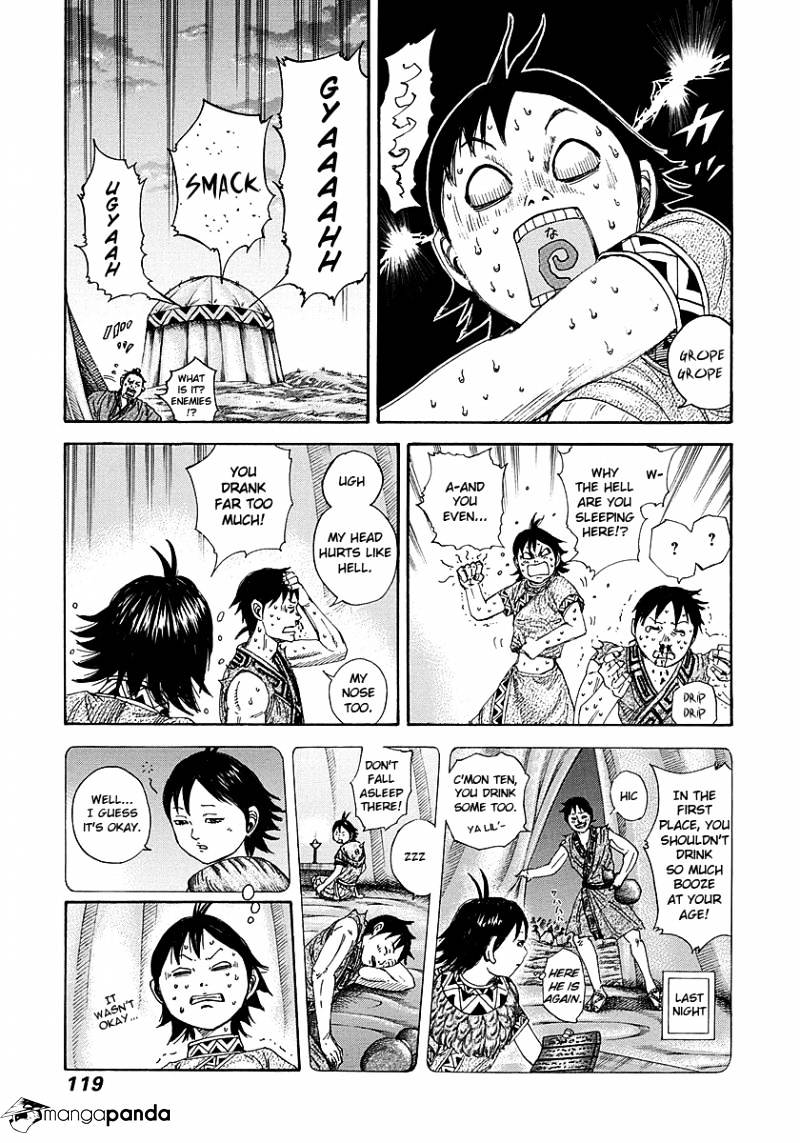 な
GROPE
GROPE
GYAAAAHH
SMACK
UGYAAH
WHAT
IS IT?
ENEMIES
!?
W-
WHY
THE HELL
ARE YOU
SLEEPING
HERE!?
A-AND
YOU
EVEN...
? ?
DRIP
DRIP
UGH
MY HEAD
HURTS LIKE
HELL.
MY
NOSE
TOO.
YOU
DRANK
FAR TOO
MUCH!
IN THE
FIRST
PLACE, YOU
SHOULDN'T
DRINK
SO MUCH
BOOZE
AT YOUR
AGE!
HIC
C'MON TEN,
YOU DRINK
SOME TOO.
YA LIL'~
HERE
HE IS
AGAIN.
LAST
NIGHT
DON'T
FALL
ASLEEP
THERE!
ZZZ
WELL...
I GUESS
IT'S OKAY.
IT
WASN'T
OKAY...
119
mangapanda